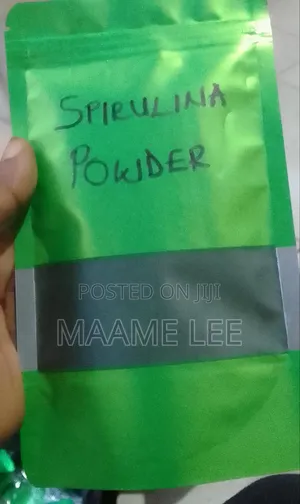 SPIRULINA
POWDER
POSTED ON JIJI
MAAME LEE